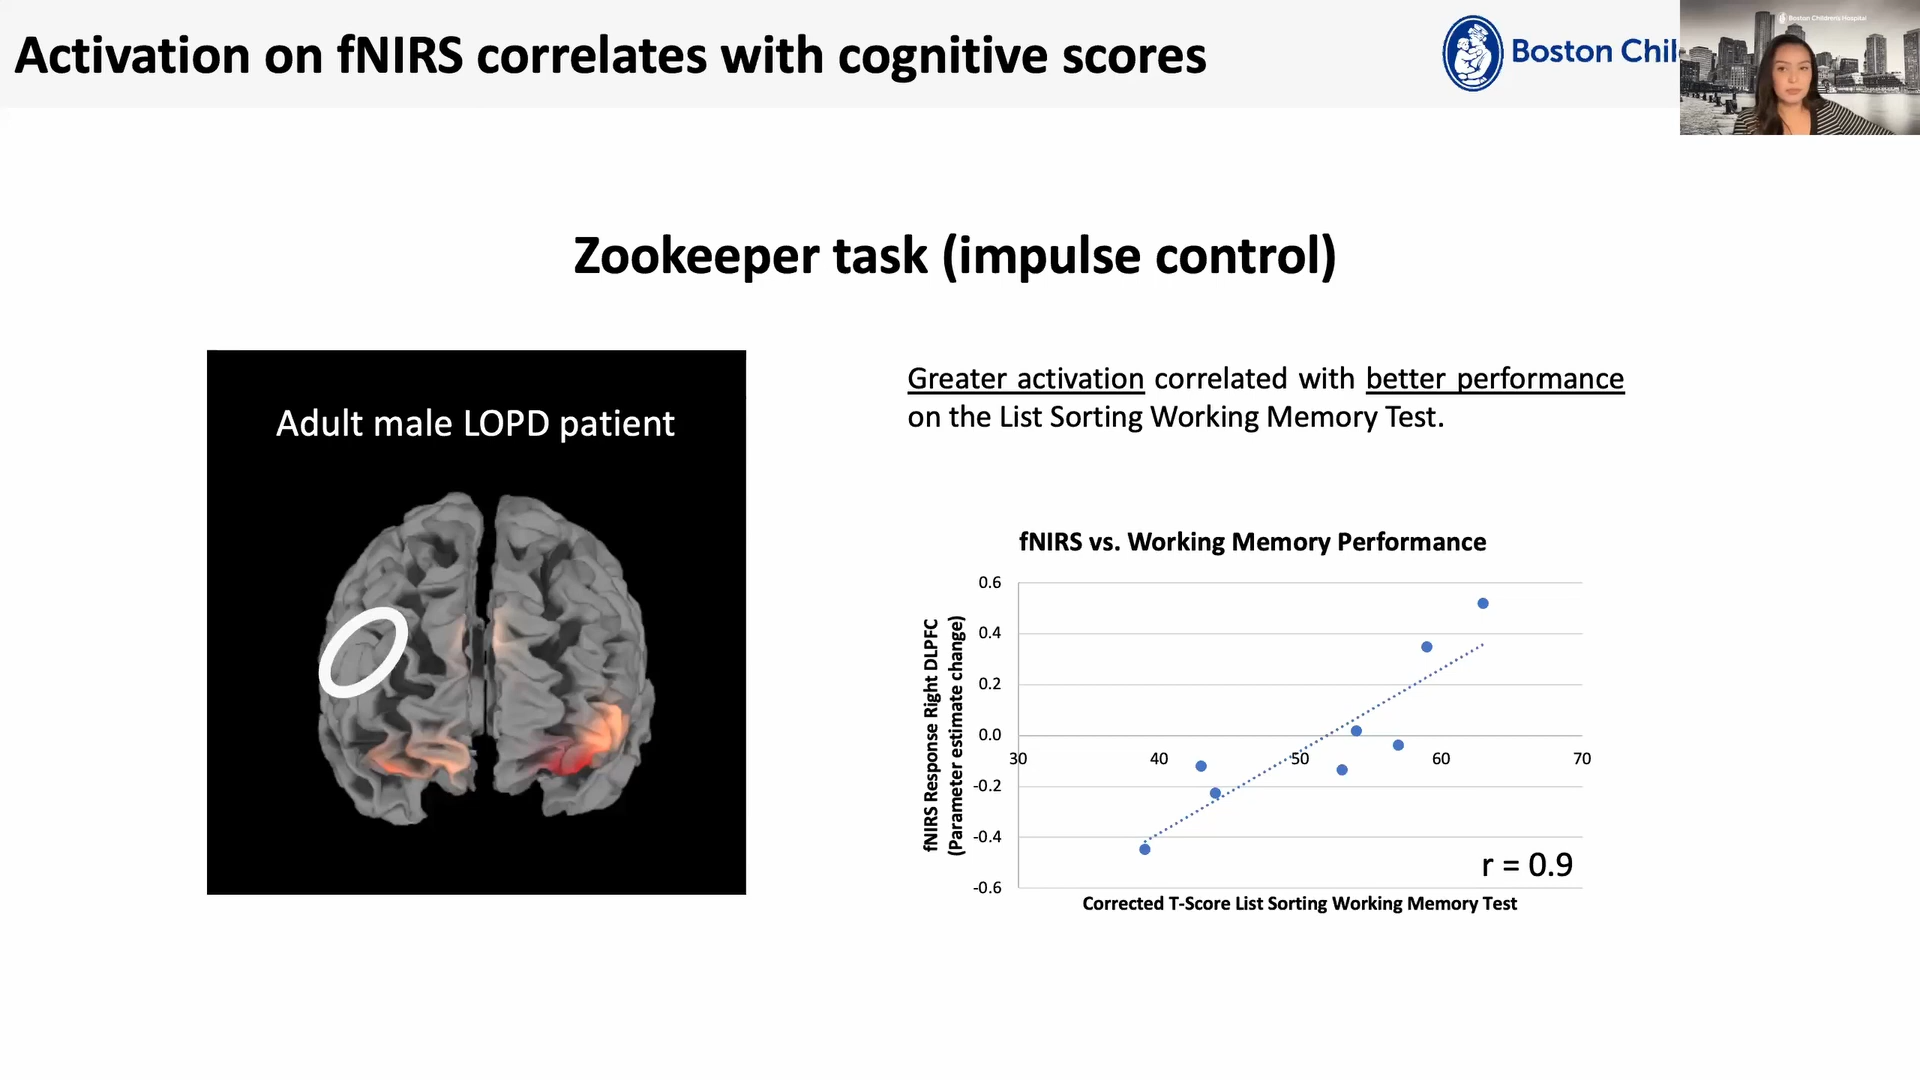 Activation on fNIRS correlates with cognitive scores
Boston Chil
Boston Childrens Hospital
Zookeeper task (impulse control)
Adult male LOPD patient
Greater activation correlated with better performance
on the List Sorting Working Memory Test.
fNIRS vs. Working Memory Performance
fNIRS Response Right DLPFC
(Parameter estimate change)
0.6
0.4
0.2
0.0
-0.2
-0.4
-0.6
30 40 50 60 70
r = 0.9
Corrected T-Score List Sorting Working Memory Test